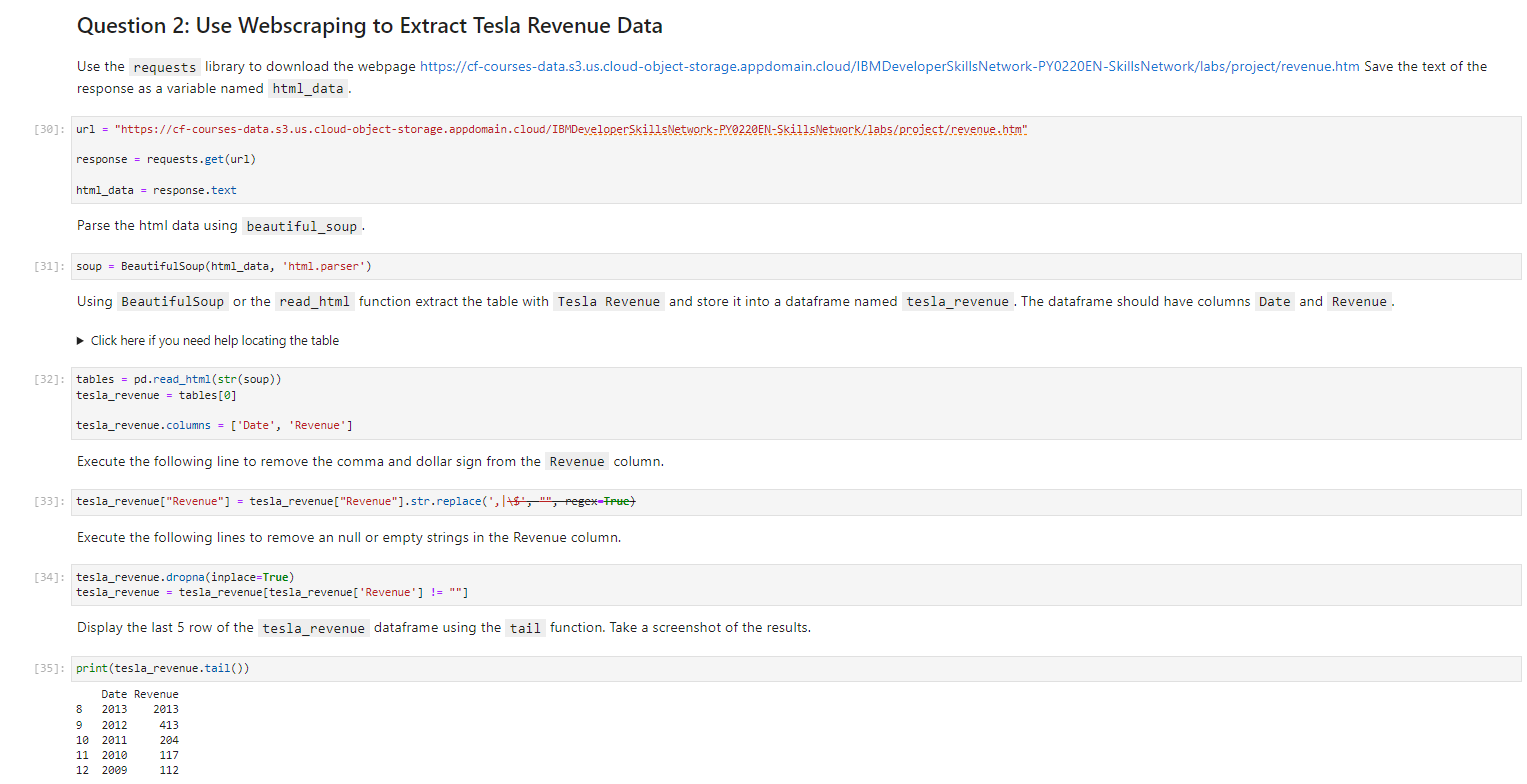 Question 2: Use Webscraping to Extract Tesla Revenue Data
Use the requests library to download the webpage https://cf-courses-data.s3.us.cloud-object-storage.appdomain.cloud/IBMDeveloperSkillsNetwork-PY0220EN-SkillsNetwork/labs/project/revenue.htm Save the text of the
response as a variable named html_data.
[30]: url = "https://cf-courses-data.s3.us.cloud-object-storage.appdomain.cloud/IBMDeveloperSkillsNetwork-PY0220EN-SkillsNetwork/labs/project/revenue.htm"
response = requests.get(url)
html_data = response.text
Parse the html data using beautiful_soup.
[31]: soup = BeautifulSoup(html_data, 'html.parser')
Using BeautifulSoup or the read_html function extract the table with Tesla Revenue and store it into a dataframe named tesla_revenue. The dataframe should have columns Date and Revenue.
▶ Click here if you need help locating the table
[32]: tables = pd.read_html(str(soup))
tesla_revenue = tables[0]
tesla_revenue.columns = ['Date', 'Revenue']
Execute the following line to remove the comma and dollar sign from the Revenue column.
[33]: tesla_revenue["Revenue"] = tesla_revenue["Revenue"].str.replace(',|\$', "", regex=True)
Execute the following lines to remove an null or empty strings in the Revenue column.
[34]: tesla_revenue.dropna(inplace=True)
tesla_revenue = tesla_revenue[tesla_revenue['Revenue'] != ""]
Display the last 5 row of the tesla_revenue dataframe using the tail function. Take a screenshot of the results.
[35]: print(tesla_revenue.tail())
Date Revenue
8 2013 2013
9 2012 413
10 2011 204
11 2010 117
12 2009 112